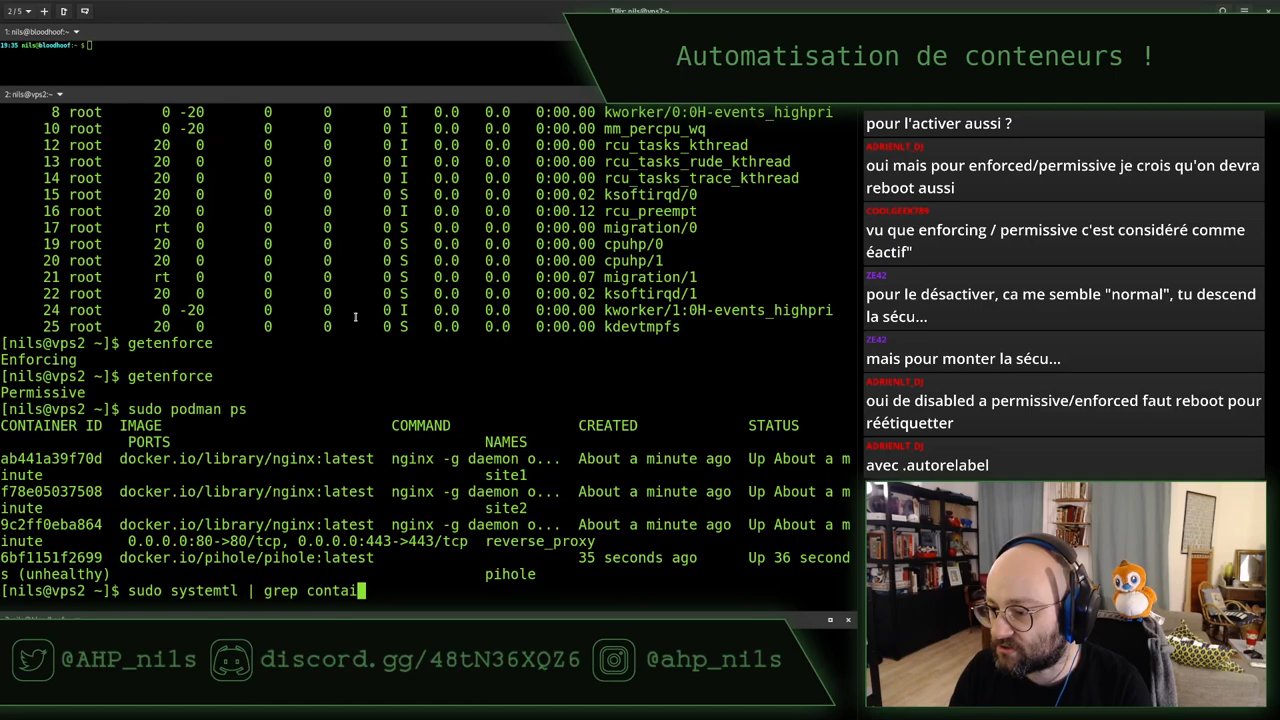 2 / 5
Tilix: nils@vps2:~
1: nils@bloodhoof:~
19:35 nils@bloodhoof:~ $
Automatisation de conteneurs !
2: nils@vps2:~
8 root 0 -20 0 0 0 I 0.0 0.0 0:00.00 kworker/0:0H-events_highpri
10 root 0 -20 0 0 0 I 0.0 0.0 0:00.00 mm_percpu_wq
12 root 20 0 0 0 0 I 0.0 0.0 0:00.00 rcu_tasks_kthread
13 root 20 0 0 0 0 I 0.0 0.0 0:00.00 rcu_tasks_rude_kthread
14 root 20 0 0 0 0 I 0.0 0.0 0:00.00 rcu_tasks_trace_kthread
15 root 20 0 0 0 0 S 0.0 0.0 0:00.02 ksoftirqd/0
16 root 20 0 0 0 0 I 0.0 0.0 0:00.12 rcu_preempt
17 root rt 0 0 0 0 S 0.0 0.0 0:00.00 migration/0
19 root 20 0 0 0 0 S 0.0 0.0 0:00.00 cpuhp/0
20 root 20 0 0 0 0 S 0.0 0.0 0:00.00 cpuhp/1
21 root rt 0 0 0 0 S 0.0 0.0 0:00.07 migration/1
22 root 20 0 0 0 0 S 0.0 0.0 0:00.02 ksoftirqd/1
24 root 0 -20 0 0 0 I 0.0 0.0 0:00.00 kworker/1:0H-events_highpri
25 root 20 0 0 0 0 S 0.0 0.0 0:00.00 kdevtmpfs
[nils@vps2 ~]$ getenforce
Enforcing
[nils@vps2 ~]$ getenforce
Permissive
[nils@vps2 ~]$ sudo podman ps
CONTAINER ID IMAGE COMMAND CREATED STATUS
PORTS NAMES
ab441a39f70d docker.io/library/nginx:latest nginx -g daemon o... About a minute ago Up About a m
inute site1
f78e05037508 docker.io/library/nginx:latest nginx -g daemon o... About a minute ago Up About a m
inute site2
9c2ff0eba864 docker.io/library/nginx:latest nginx -g daemon o... About a minute ago Up About a m
inute 0.0.0.0:80->80/tcp, 0.0.0.0:443->443/tcp reverse_proxy
6bf1151f2699 docker.io/pihole/pihole:latest 35 seconds ago Up 36 second
s (unhealthy) pihole
[nils@vps2 ~]$ sudo systemtl | grep contai
pour l'activer aussi ?
ADRIENLT_DJ
oui mais pour enforced/permissive je crois qu'on devra
reboot aussi
COOLGEEK789
vu que enforcing / permissive c'est considéré comme
éactif"
ZE42
pour le désactiver, ca me semble "normal", tu descend
la sécu...
ZE42
mais pour monter la sécu...
ADRIENLT_DJ
oui de disabled a permissive/enforced faut reboot pour
réétiquetter
ADRIENLT_DJ
avec .autorelabel
@AHP_nils
discord.gg/48tN36XQZ6
@ahp_nils